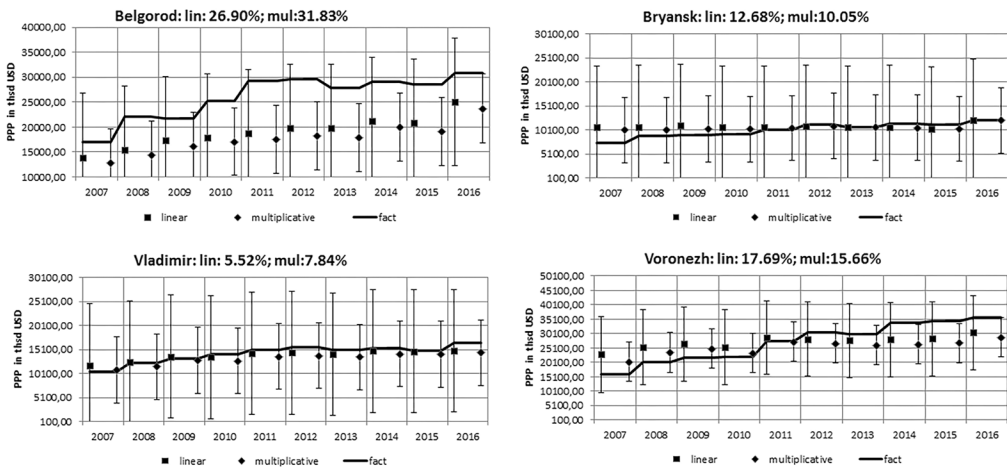 Belgorod: lin: 26.90%; mul:31.83%
PPP in thsd USD
40000,00
35000,00
30000,00
25000,00
20000,00
15000,00
10000,00
2007 2008 2009 2010 2011 2012 2013 2014 2015 2016
linear multiplicative fact
Bryansk: lin: 12.68%; mul:10.05%
PPP in thsd USD
30100,00
25100,00
20100,00
15100,00
10100,00
5100,00
100,00
2007 2008 2009 2010 2011 2012 2013 2014 2015 2016
linear multiplicative fact
Vladimir: lin: 5.52%; mul:7.84%
PPP in thsd USD
30100,00
25100,00
20100,00
15100,00
10100,00
5100,00
100,00
2007 2008 2009 2010 2011 2012 2013 2014 2015 2016
linear multiplicative fact
Voronezh: lin: 17.69%; mul:15.66%
PPP in thsd USD
50100,00
45100,00
40100,00
35100,00
30100,00
25100,00
20100,00
15100,00
10100,00
5100,00
100,00
2007 2008 2009 2010 2011 2012 2013 2014 2015 2016
linear multiplicative fact